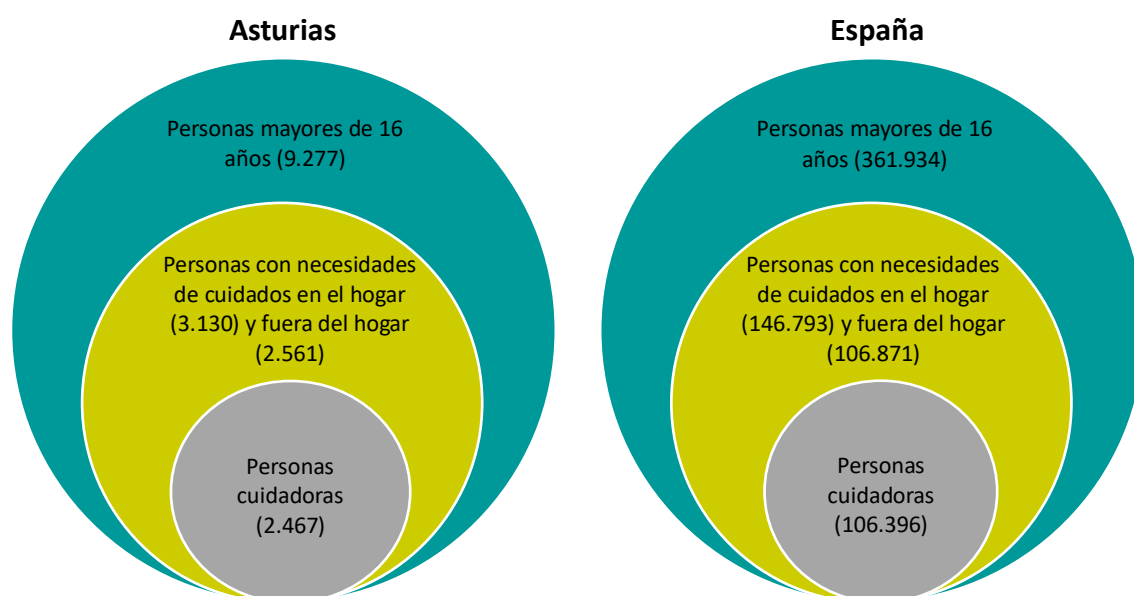 Asturias
Personas mayores de 16
años (9.277)
Personas con necesidades
de cuidados en el hogar
(3.130) y fuera del hogar
(2.561)
Personas
cuidadoras
(2.467)
España
Personas mayores de 16
años (361.934)
Personas con necesidades
de cuidados en el hogar
(146.793) y fuera del hogar
(106.871)
Personas
cuidadoras
(106.396)